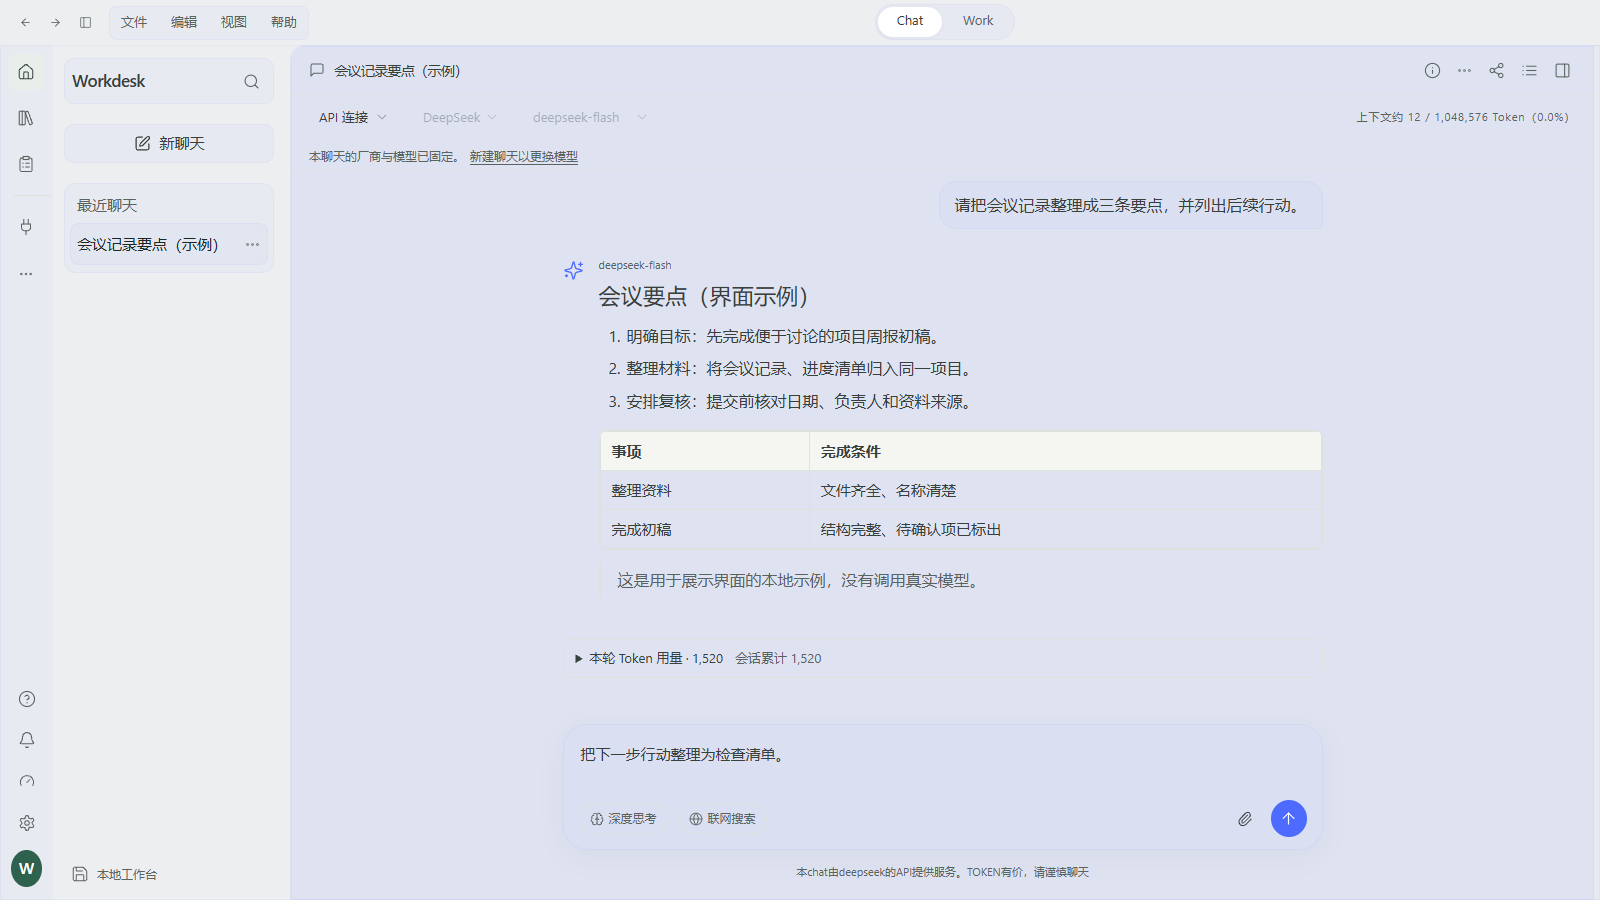 文件 编辑 视图 帮助
Chat Work
Workdesk
新聊天
最近聊天
会议记录要点（示例）
本地工作台
W
会议记录要点（示例）
API 连接 DeepSeek deepseek-flash
上下文约 12 / 1,048,576 Token (0.0%)
本聊天的厂商与模型已固定。 新建聊天以更换模型
请把会议记录整理成三条要点，并列出后续行动。
deepseek-flash
会议要点（界面示例）
1. 明确目标：先完成便于讨论的项目周报初稿。
2. 整理材料：将会议记录、进度清单归入同一项目。
3. 安排复核：提交前核对日期、负责人和资料来源。
事项 完成条件
整理资料 文件齐全、名称清楚
完成初稿 结构完整、待确认项已标出
这是用于展示界面的本地示例，没有调用真实模型。
本轮 Token 用量 · 1,520 会话累计 1,520
把下一步行动整理为检查清单。
深度思考 联网搜索
本chat由deepseek的API提供服务。TOKEN有价，请谨慎聊天